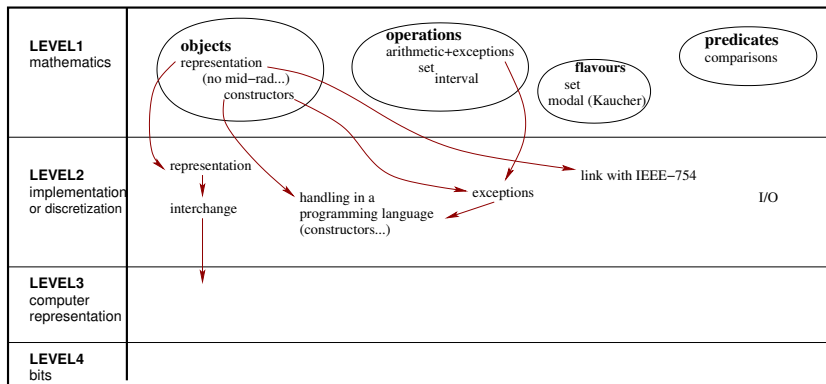 LEVEL1
mathematics
objects
representation
(no mid−rad...)
constructors
operations
arithmetic+exceptions
set
interval
flavours
set
modal (Kaucher)
predicates
comparisons
LEVEL2
implementation
or discretization
representation
interchange
handling in a
programming language
(constructors...)
exceptions
link with IEEE−754
I/O
LEVEL3
computer
representation
LEVEL4
bits